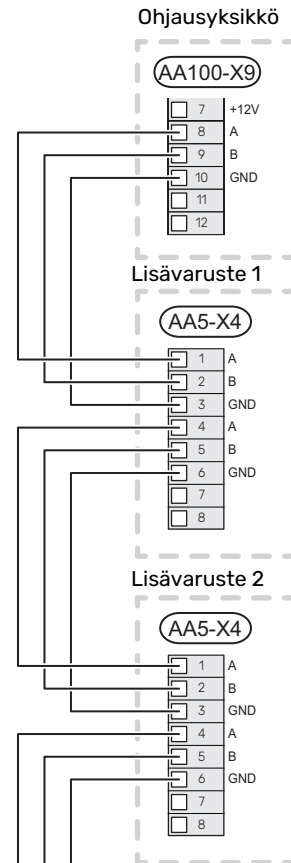 Ohjausyksikkö
AA100-X9
7 +12V
8 A
9 B
10 GND
11
12
Lisävaruste 1
AA5-X4
1 A
2 B
3 GND
4 A
5 B
6 GND
7
8
Lisävaruste 2
AA5-X4
1 A
2 B
3 GND
4 A
5 B
6 GND
7
8